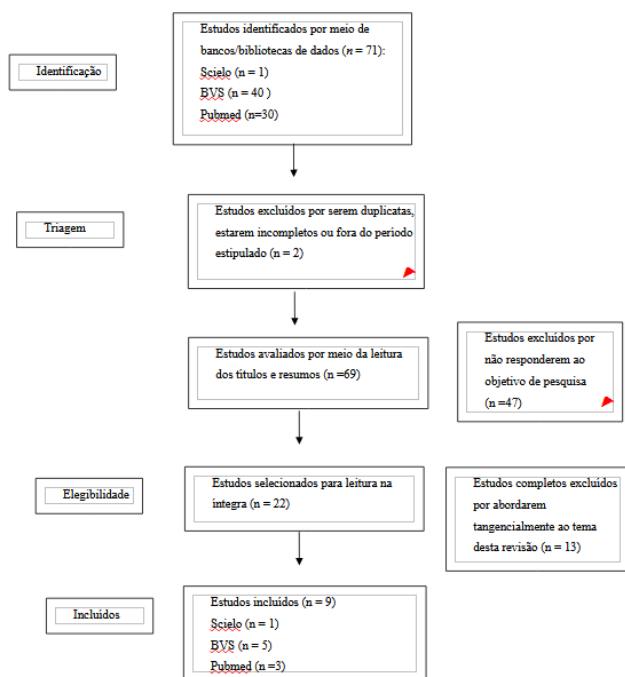 Identificação
Estudos identificados por meio de
bancos/bibliotecas de dados (n = 71):
Scielo (n = 1)
BVS (n = 40 )
Pubmed (n=30)
Triagem
Estudos excluídos por serem duplicatas,
estarem incompletos ou fora do período
estipulado (n = 2)
Estudos avaliados por meio da leitura
dos títulos e resumos (n =69)
Estudos excluídos por
não responderem ao
objetivo de pesquisa
(n =47)
Elegibilidade
Estudos selecionados para leitura na
íntegra (n = 22)
Estudos completos excluídos
por abordarem
tangencialmente ao tema
desta revisão (n = 13)
Incluídos
Estudos incluídos (n = 9)
Scielo (n = 1)
BVS (n = 5)
Pubmed (n =3)